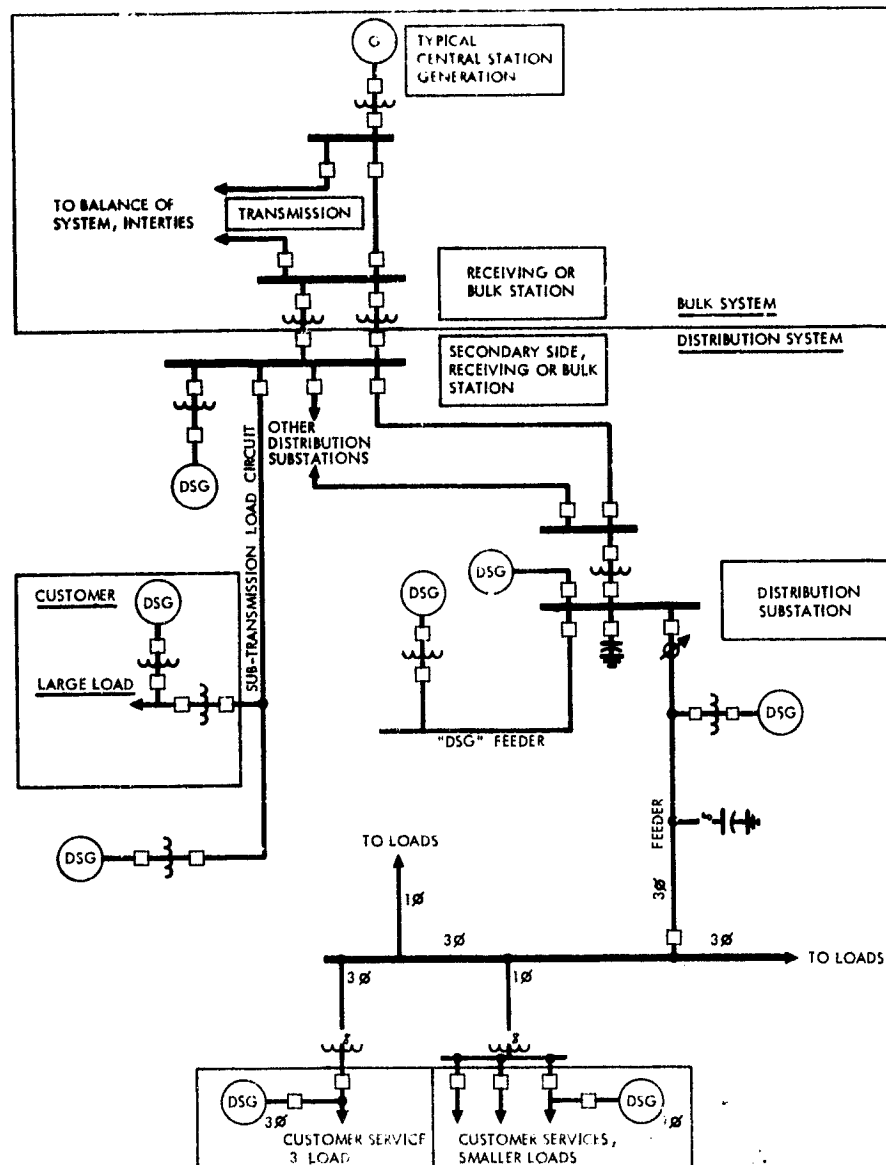 G
TYPICAL
CENTRAL STATION
GENERATION
TO BALANCE OF
SYSTEM, INTERTIES
TRANSMISSION
RECEIVING OR
BULK STATION
BULK SYSTEM
DISTRIBUTION SYSTEM
SECONDARY SIDE,
RECEIVING OR BULK
STATION
OTHER
DISTRIBUTION
SUBSTATIONS
DSG
SUB-TRANSMISSION LOAD CIRCUIT
CUSTOMER
DSG
LARGE LOAD
DSG
DSG
DSG
DISTRIBUTION
SUBSTATION
"DSG" FEEDER
DSG
FEEDER
3Ø
TO LOADS
1Ø
3Ø
3Ø
TO LOADS
3Ø
1Ø
DSG
3Ø
CUSTOMER SERVICE
3 LOAD
DSG
1Ø
CUSTOMER SERVICES,
SMALLER LOADS